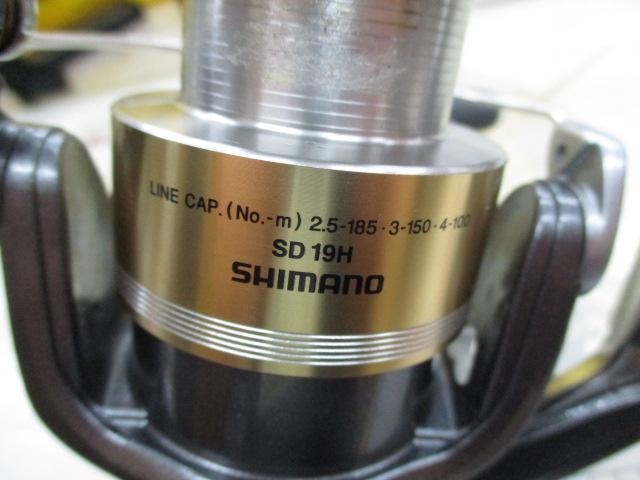 LINE CAP. (No.-m) 2.5-185·3-150·4-100
SD 19H
SHIMANO